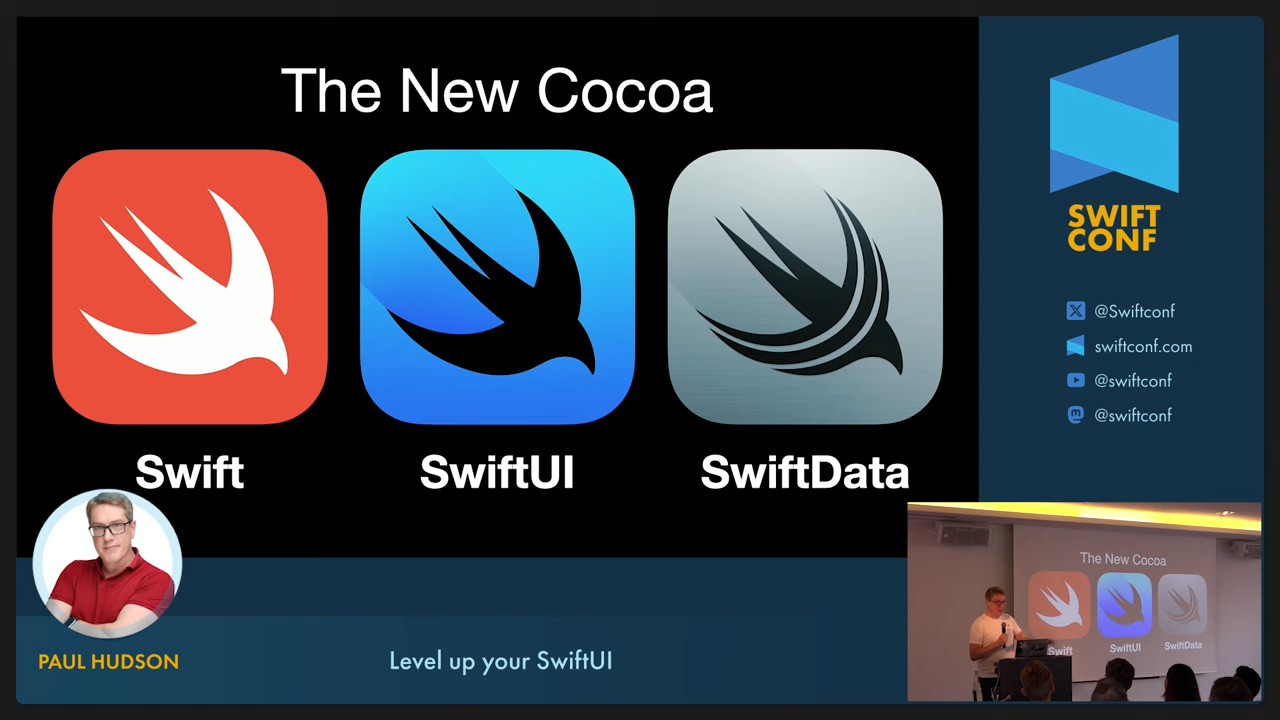 The New Cocoa
Swift
SwiftUI
SwiftData
SWIFT
CONF
@Swiftconf
swiftconf.com
@swiftconf
@swiftconf
PAUL HUDSON
Level up your SwiftUI
The New Cocoa
Swift
SwiftUI
SwiftData